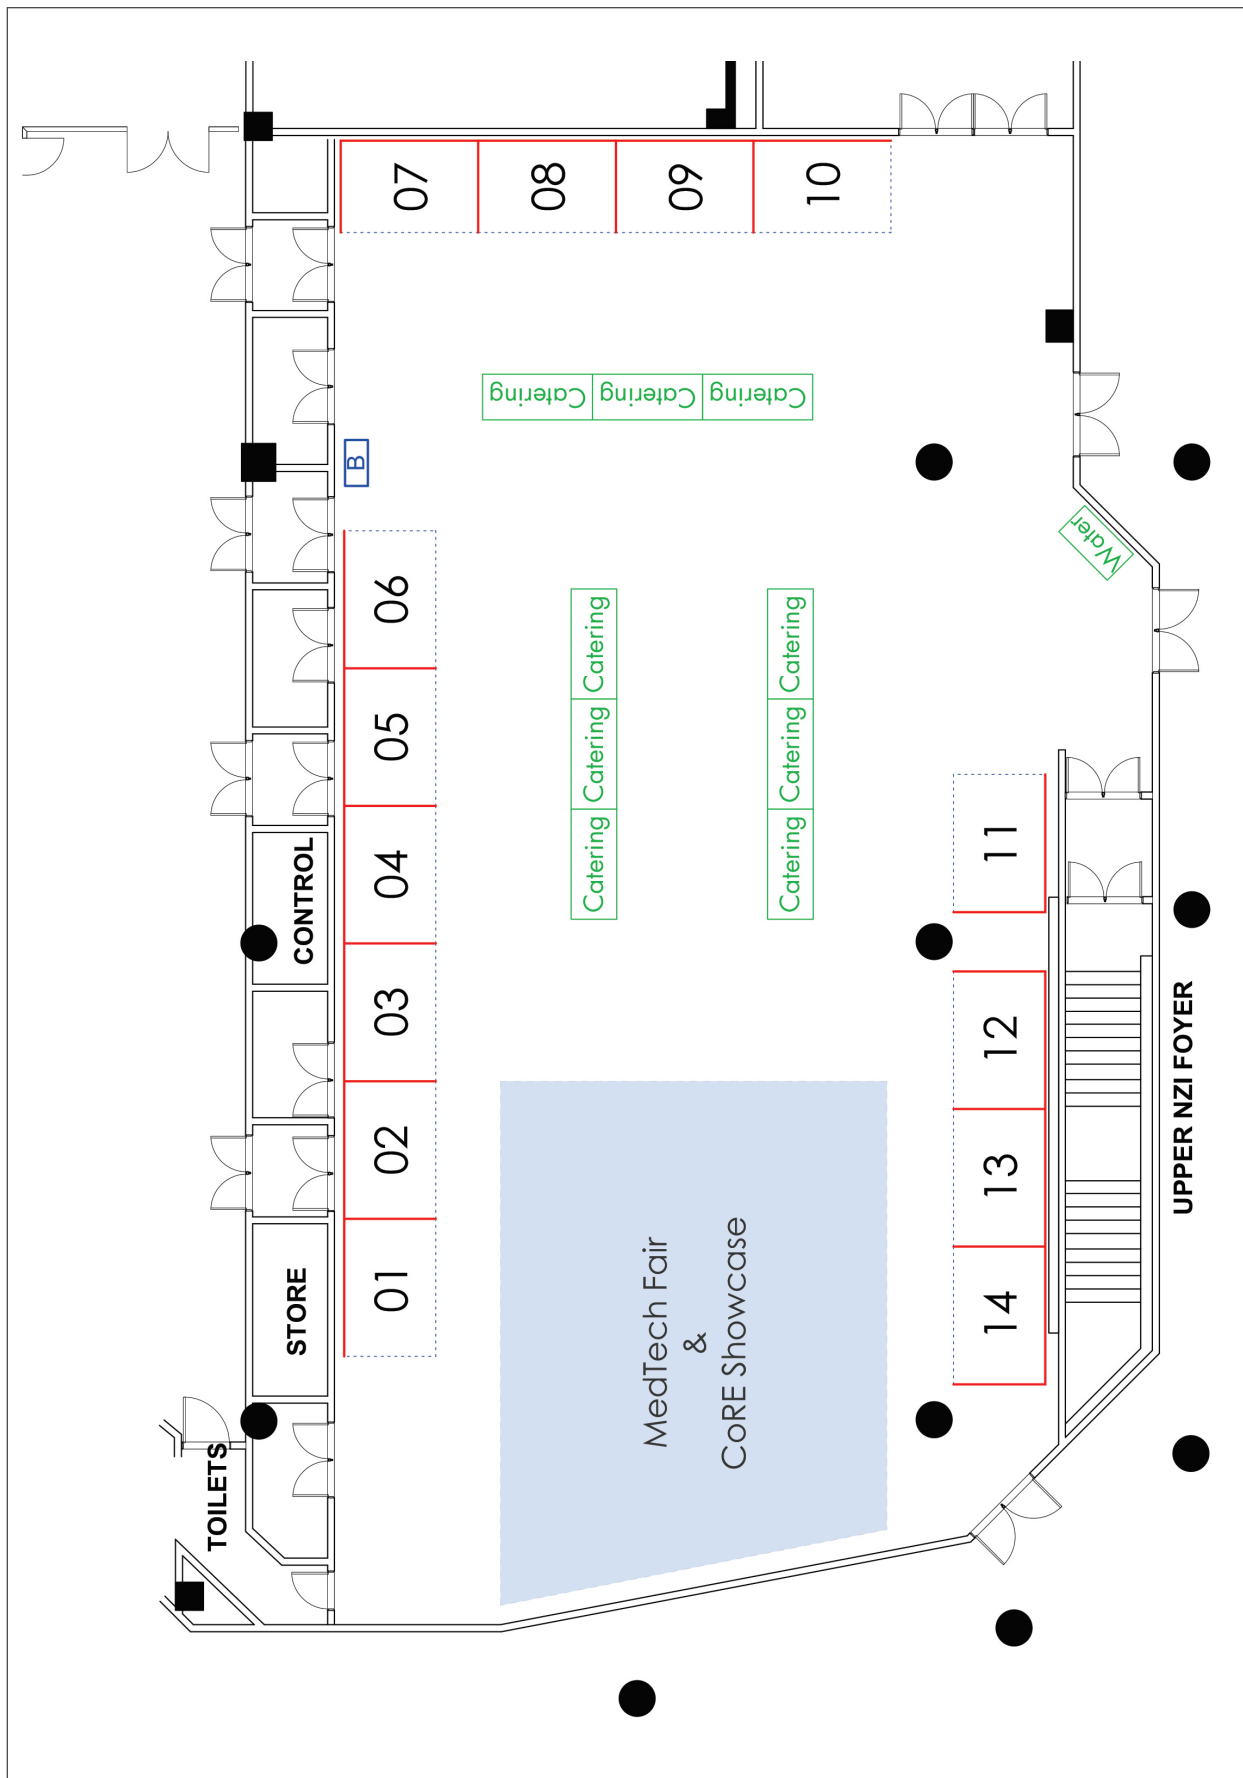 TOILETS
STORE
CONTROL
01
02
03
04
05
06
B
07
08
09
10
Catering
Catering
Catering
Catering
Catering
Catering
Catering
Catering
Catering
Water
MedTech Fair
&
CoRE Showcase
14
13
12
11
UPPER NZI FOYER